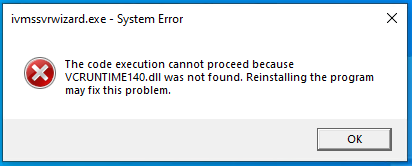 ivmssvrwizard.exe - System Error
The code execution cannot proceed because
VCRUNTIME140.dll was not found. Reinstalling the program
may fix this problem.
OK